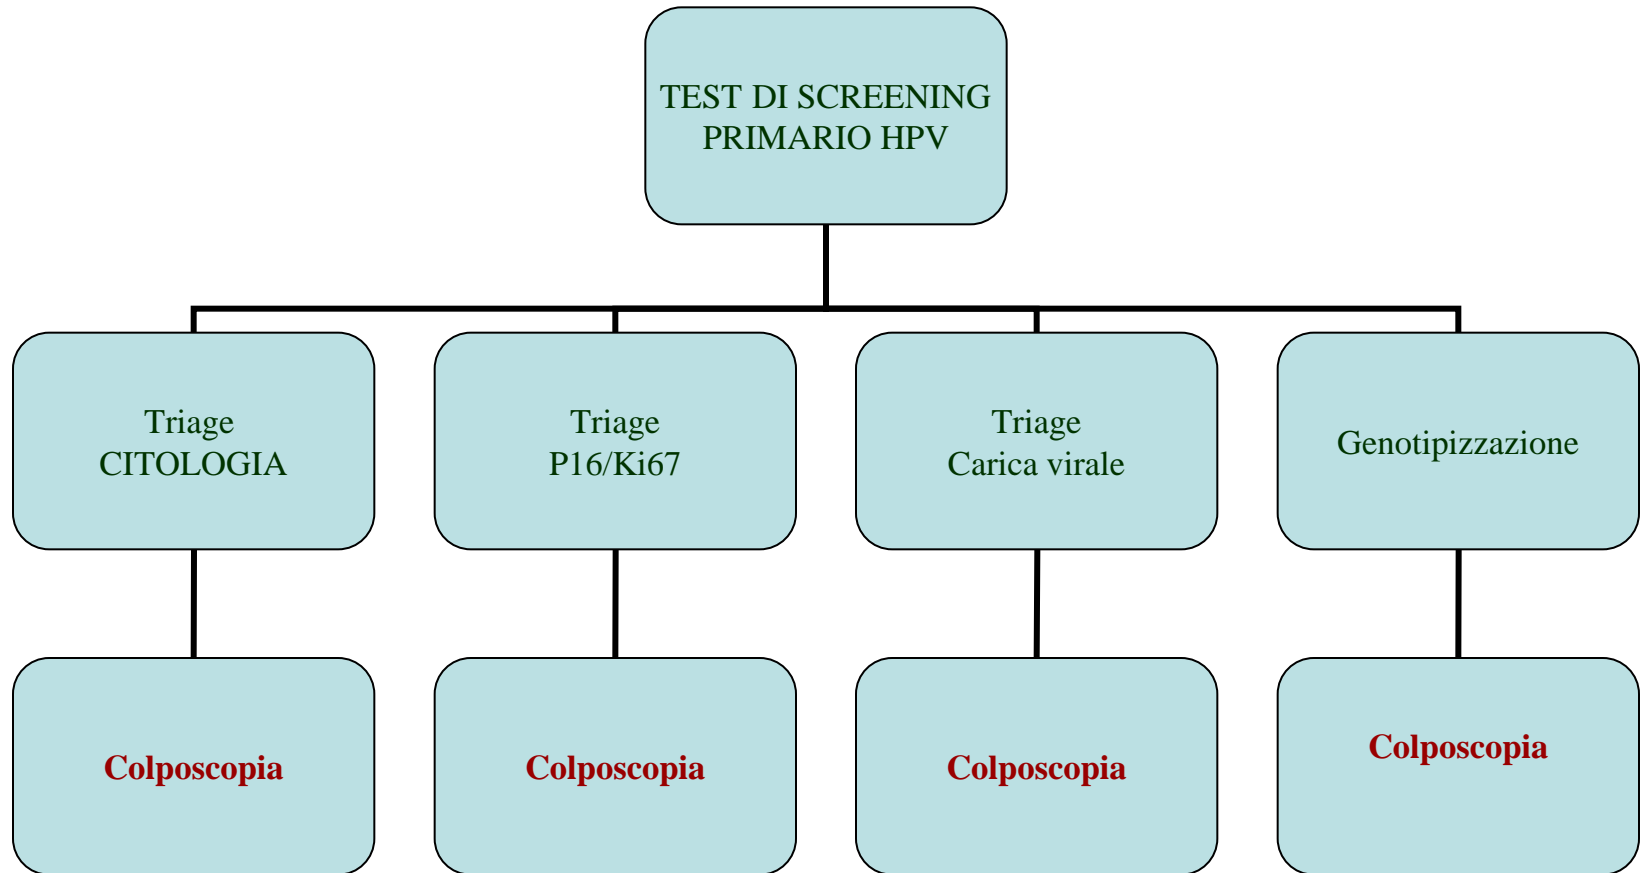 TEST DI SCREENING
PRIMARIO HPV
Triage
CITOLOGIA
Triage
P16/Ki67
Triage
Carica virale
Genotipizzazione
Colposcopia
Colposcopia
Colposcopia
Colposcopia